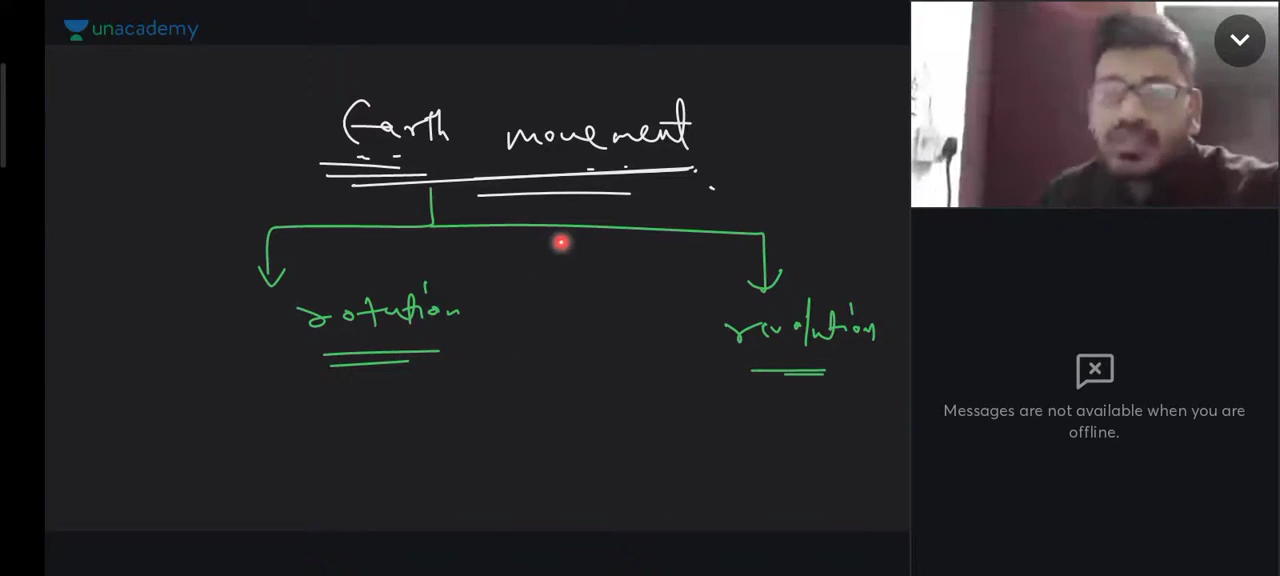 unacademy
Earth movement
rotation
revolution
Messages are not available when you are
offline.